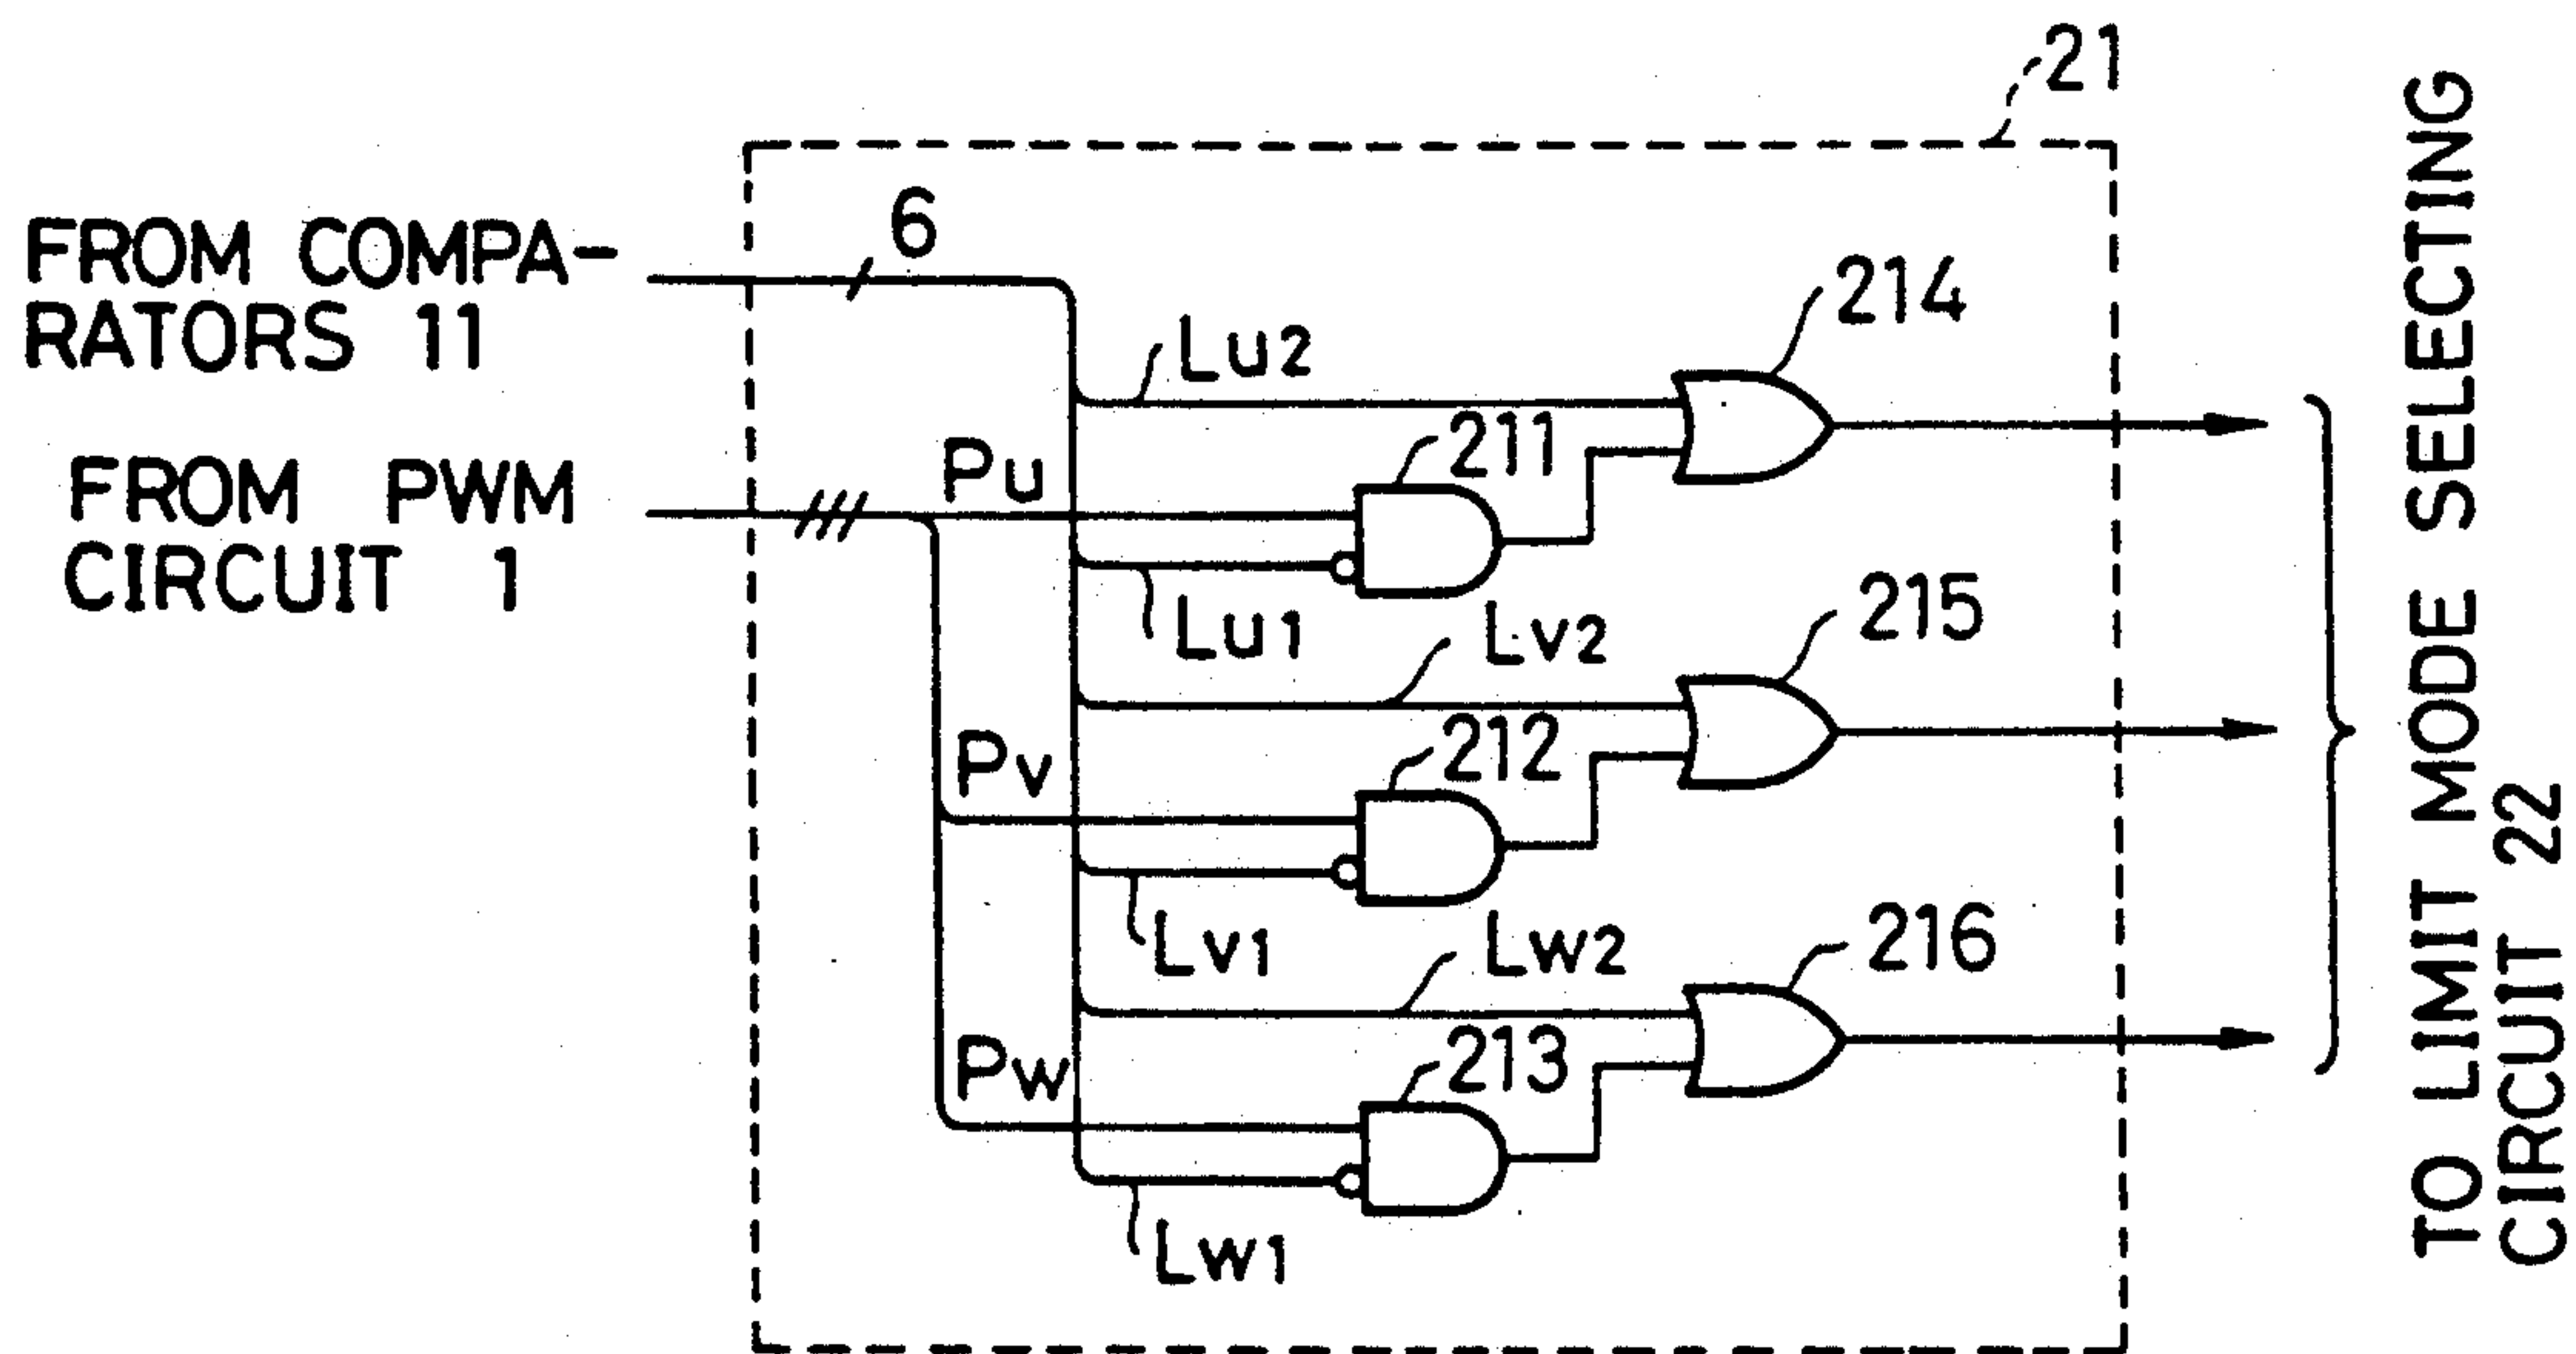 21
6
FROM COMPA-
RATORS 11
214
Lu2
211
Pu
FROM PWM
CIRCUIT 1
Lu1
Lv2
215
212
Pv
Lv1
Lw2
216
213
Pw
Lw1
TO LIMIT MODE SELECTING
CIRCUIT 22